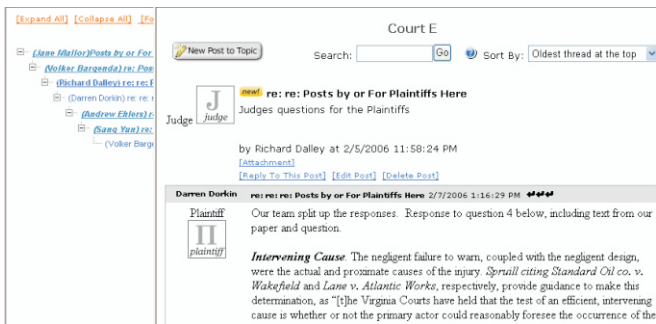 [Expand All] [Collapse All] [Fo
(Jane Mallor)Posts by or For
(Volker Bargenda) re: Pos
(Richard Dalley) re: re: F
(Darren Dorkin) re: re: r
(Andrew Ehlers) r
(Sang Yun) re:
(Volker Barge
Court E
New Post to Topic
Search: Go Sort By: Oldest thread at the top
new! re: re: Posts by or For Plaintiffs Here
Judges questions for the Plaintiffs
Judge J judge
by Richard Dalley at 2/5/2006 11:58:24 PM
[Attachment]
[Reply To This Post] [Edit Post] [Delete Post]
Darren Dorkin re: re: re: Posts by or For Plaintiffs Here 2/7/2006 1:16:29 PM
Plaintiff
Π
plaintiff
Our team split up the responses. Response to question 4 below, including text from our
paper and question.
Intervening Cause. The negligent failure to warn, coupled with the negligent design,
were the actual and proximate causes of the injury. Spruill citing Standard Oil co. v.
Wakefield and Lane v. Atlantic Works, respectively, provide guidance to make this
determination, as “[t]he Virginia Courts have held that the test of an efficient, intervening
cause is whether or not the primary actor could reasonably foresee the occurrence of the